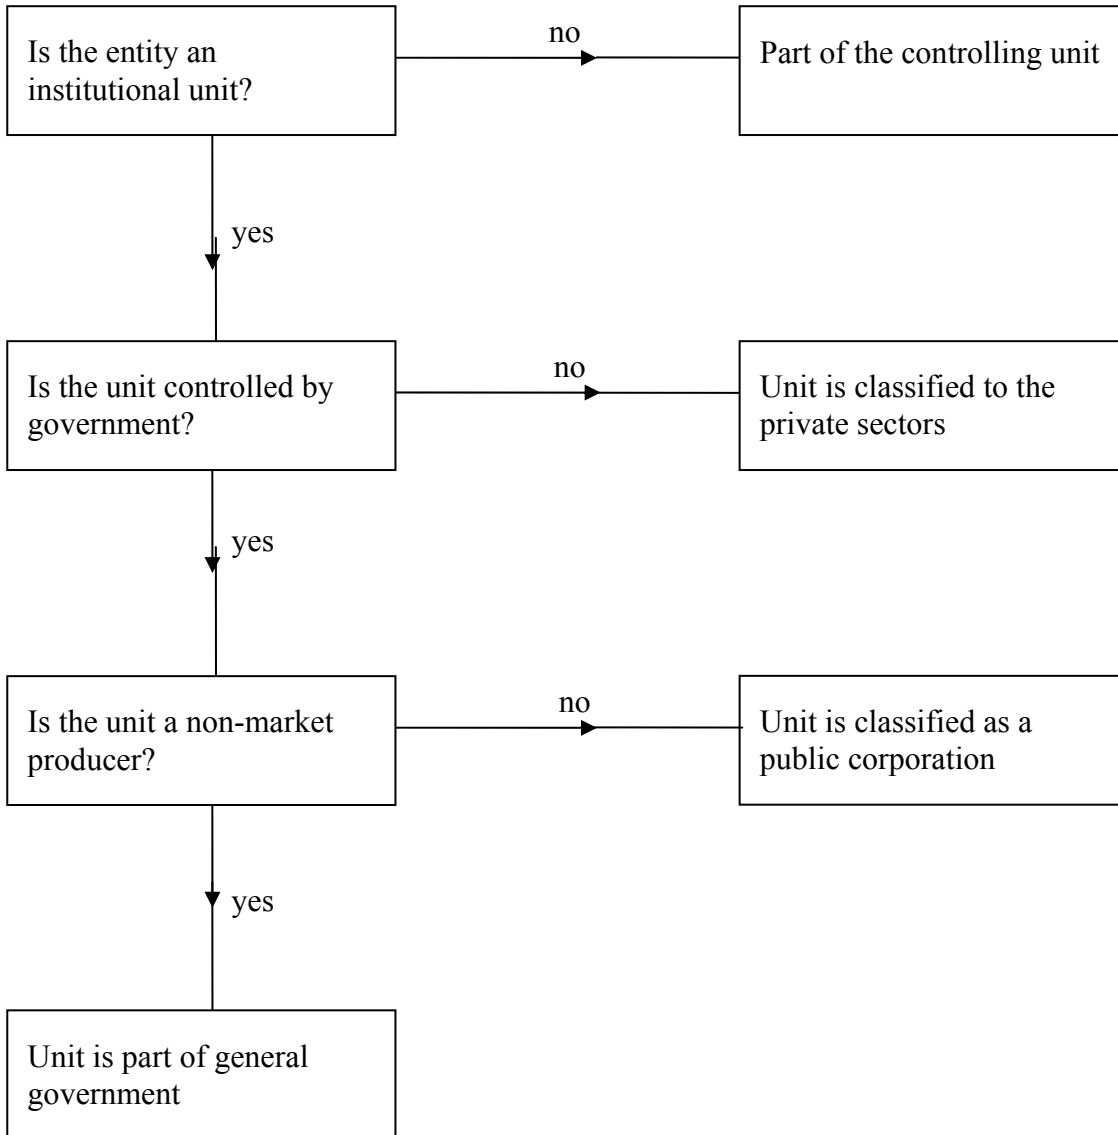 Is the entity an
institutional unit?
no
Part of the controlling unit
yes
Is the unit controlled by
government?
no
Unit is classified to the
private sectors
yes
Is the unit a non-market
producer?
no
Unit is classified as a
public corporation
yes
Unit is part of general
government